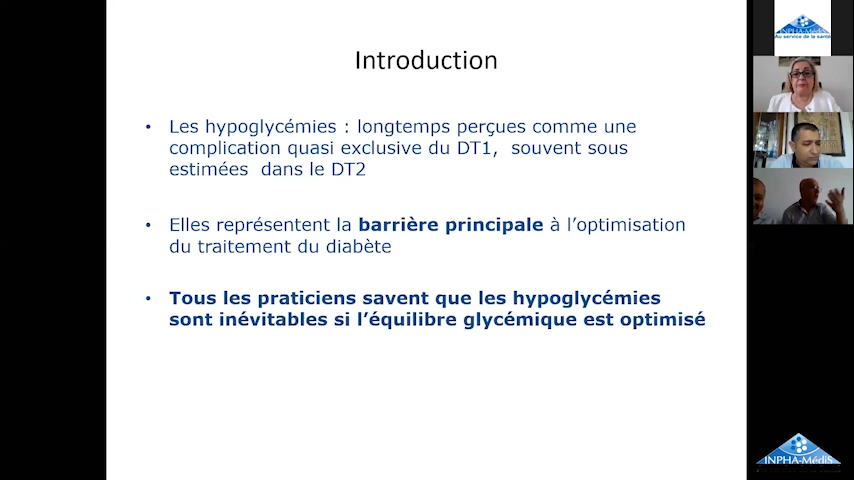 Introduction
• Les hypoglycémies : longtemps perçues comme une
complication quasi exclusive du DT1, souvent sous
estimées dans le DT2
• Elles représentent la barrière principale à l'optimisation
du traitement du diabète
• Tous les praticiens savent que les hypoglycémies
sont inévitables si l'équilibre glycémique est optimisé
INPHA-MédiS
Au service de la santé
INPHA-MédiS